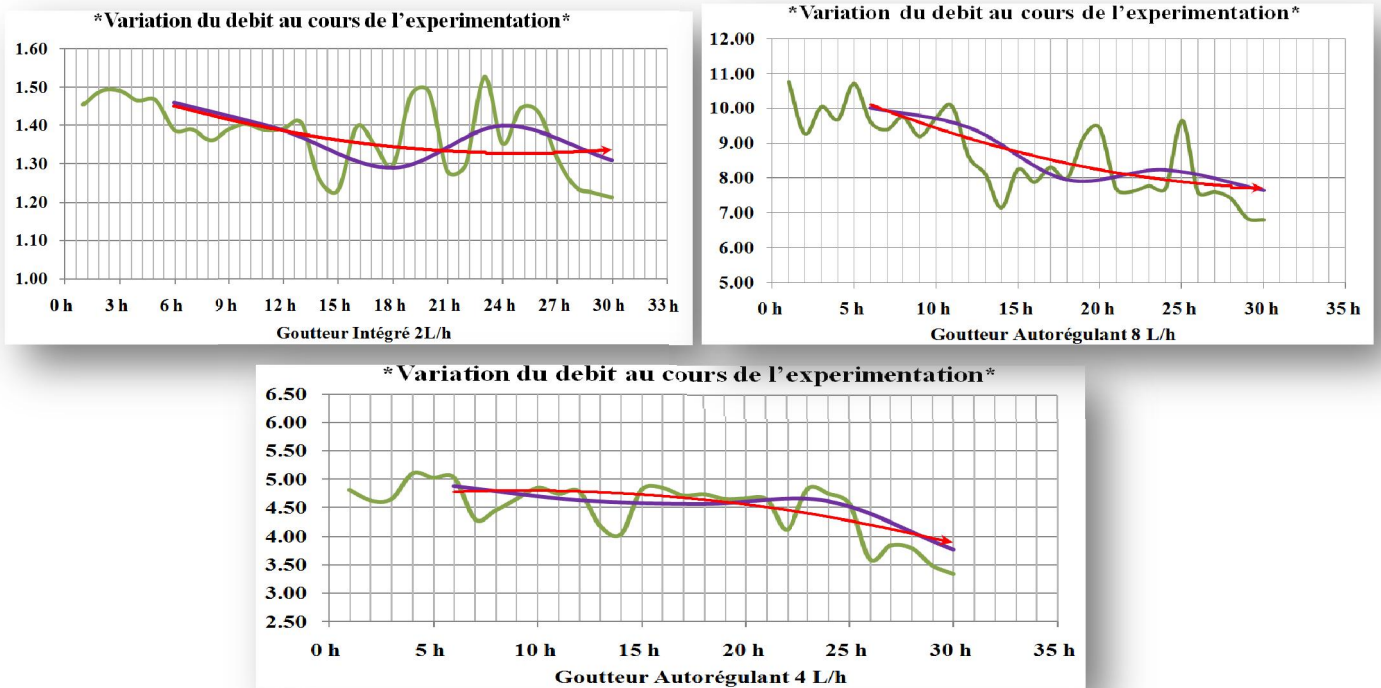 *Variation du debit au cours de l’experimentation*
1.60
1.50
1.40
1.30
1.20
1.10
1.00
0 h 3 h 6 h 9 h 12 h 15 h 18 h 21 h 24 h 27 h 30 h 33 h
Goutteur Intégré 2L/h
*Variation du debit au cours de l’experimentation*
12.00
11.00
10.00
9.00
8.00
7.00
6.00
5.00
0 h 5 h 10 h 15 h 20 h 25 h 30 h 35 h
Goutteur Autorégulant 8 L/h
*Variation du debit au cours de l’experimentation*
6.50
6.00
5.50
5.00
4.50
4.00
3.50
3.00
2.50
0 h 5 h 10 h 15 h 20 h 25 h 30 h 35 h
Goutteur Autorégulant 4 L/h